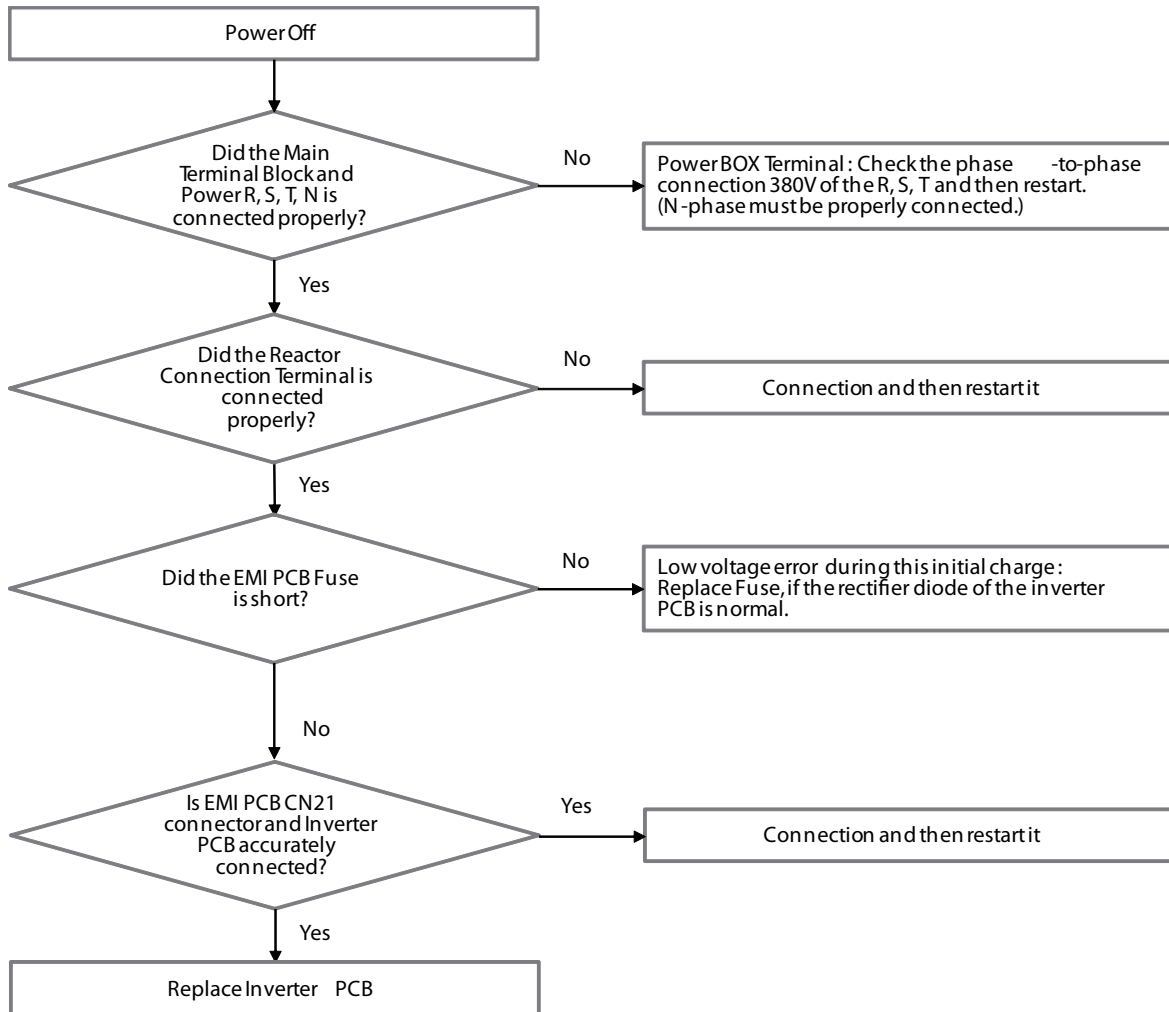 Power Off
Did the Main
Terminal Block and
Power R, S, T, N is
connected properly?
No
Power BOX Terminal : Check the phase -to-phase
connection 380V of the R, S, T and then restart.
(N -phase must be properly connected.)
Yes
Did the Reactor
Connection Terminal is
connected
properly?
No
Connection and then restart it
Yes
Did the EMI PCB Fuse
is short?
No
Low voltage error during this initial charge :
Replace Fuse, if the rectifier diode of the inverter
PCB is normal.
No
Is EMI PCB CN21
connector and Inverter
PCB accurately
connected?
Yes
Connection and then restart it
Yes
Replace Inverter PCB